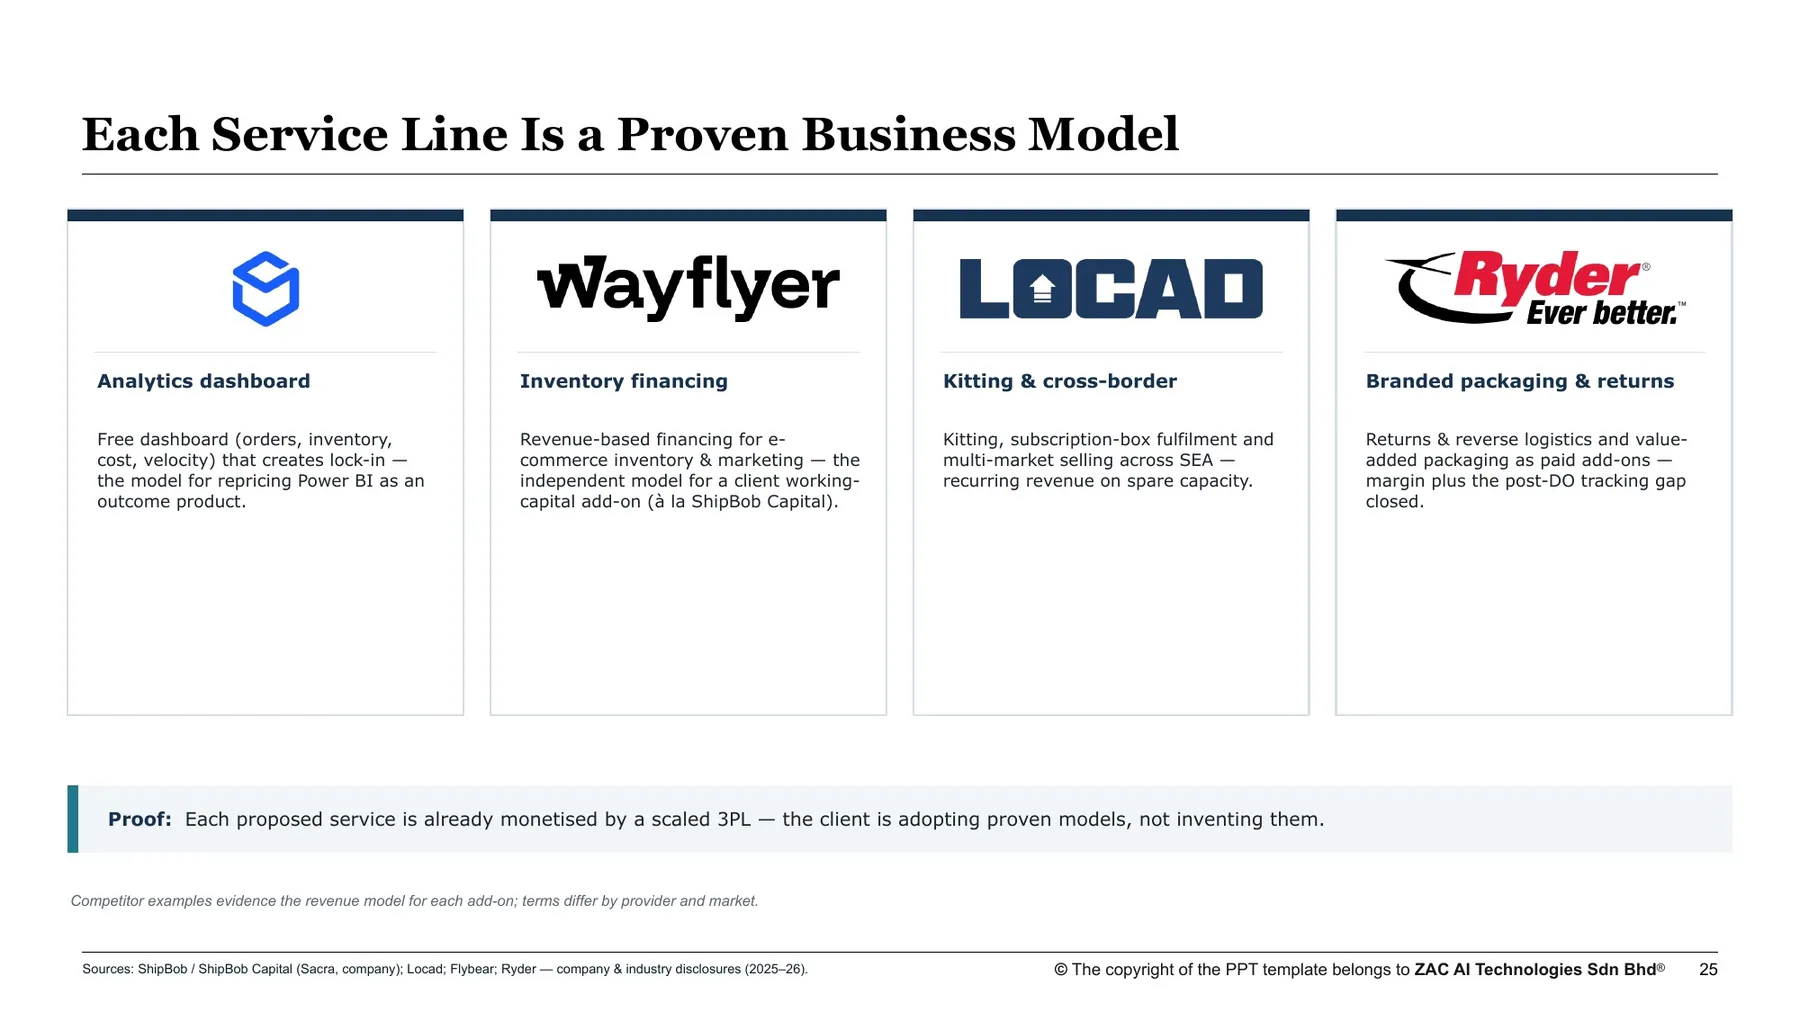 Each Service Line Is a Proven Business Model
Wayflyer
LOCAD
Ryder®
Ever better.™
Analytics dashboard
Free dashboard (orders, inventory,
cost, velocity) that creates lock-in —
the model for repricing Power BI as an
outcome product.
Inventory financing
Revenue-based financing for e-
commerce inventory & marketing — the
independent model for a client working-
capital add-on (à la ShipBob Capital).
Kitting & cross-border
Kitting, subscription-box fulfilment and
multi-market selling across SEA —
recurring revenue on spare capacity.
Branded packaging & returns
Returns & reverse logistics and value-
added packaging as paid add-ons —
margin plus the post-DO tracking gap
closed.
Proof: Each proposed service is already monetised by a scaled 3PL — the client is adopting proven models, not inventing them.
Competitor examples evidence the revenue model for each add-on; terms differ by provider and market.
Sources: ShipBob / ShipBob Capital (Sacra, company); Locad; Flybear; Ryder — company & industry disclosures (2025–26).
© The copyright of the PPT template belongs to ZAC AI Technologies Sdn Bhd®
25